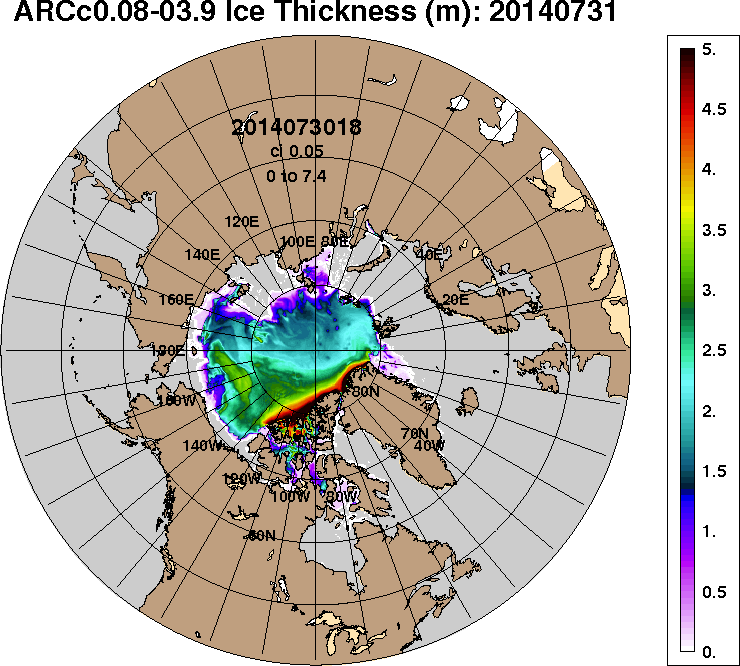 ARCc0.08-03.9 Ice Thickness (m): 20140731
5.
4.5
4.
3.5
3.
2.5
2.
1.5
1.
0.5
0.
2014073018
ci 0.05
0 to 7.4
120E
100E 80E
140E
40E
160E
20E
180E
160W
80N
140W
70N
40W
120W
100W 80W
60N